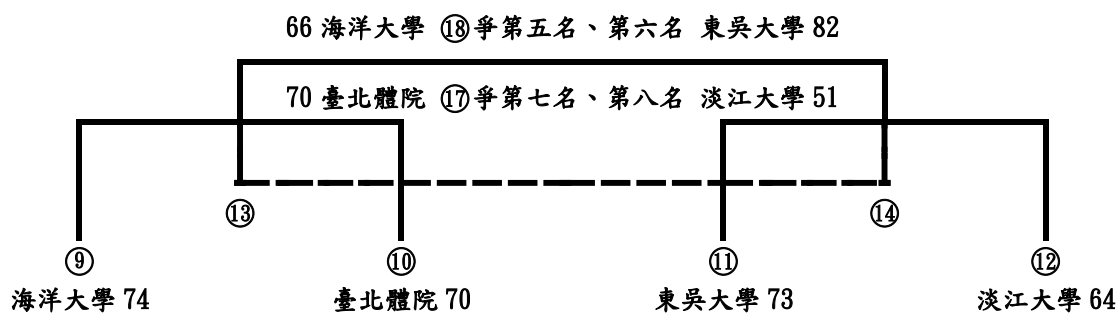 66 海洋大學 ⑱爭第五名、第六名 東吳大學 82
70 臺北體院 ⑰爭第七名、第八名 淡江大學 51
⑬ ⑭
⑨ ⑩ ⑪ ⑫
海洋大學 74 臺北體院 70 東吳大學 73 淡江大學 64